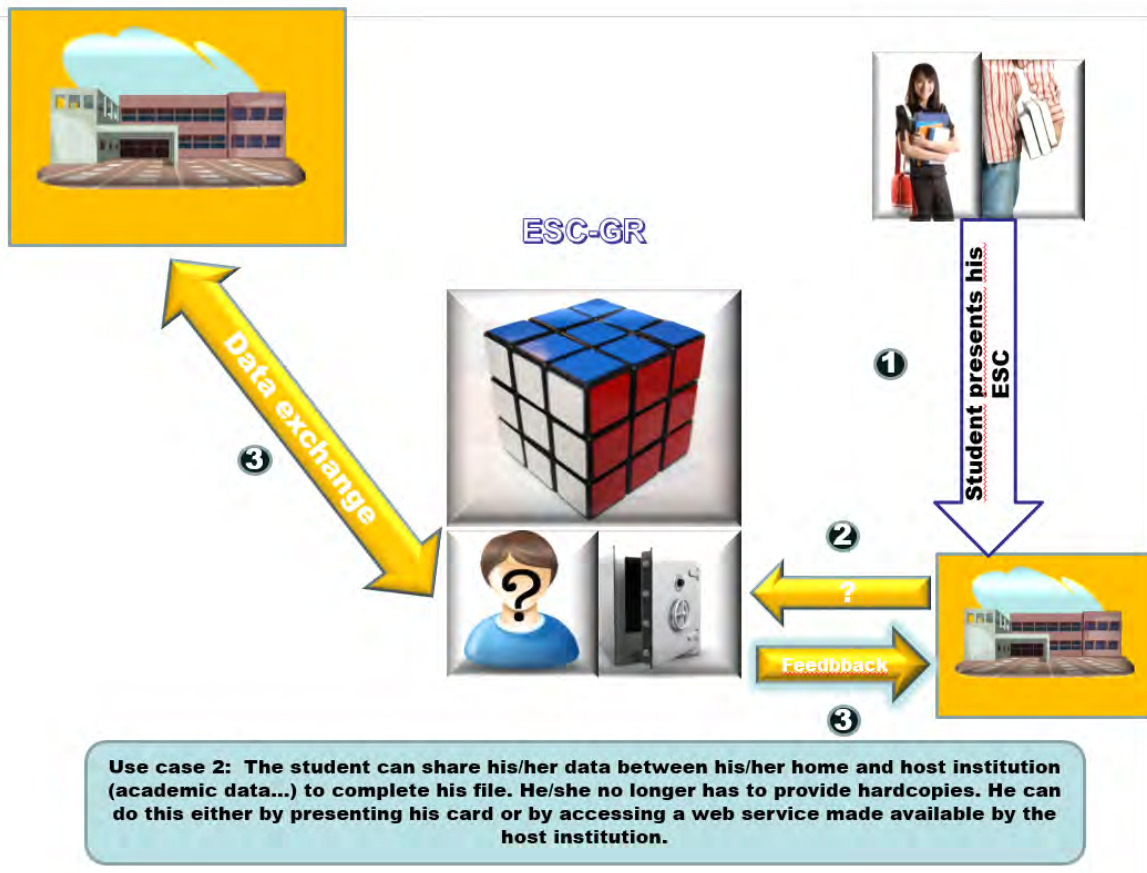 ESC-GR
Student presents his
ESC
1
Data exchange
3
2
?
?
Feedbback
3
Use case 2:  The student can share his/her data between his/her home and host institution
(academic data...) to complete his file. He/she no longer has to provide hardcopies. He can
do this either by presenting his card or by accessing a web service made available by the
host institution.